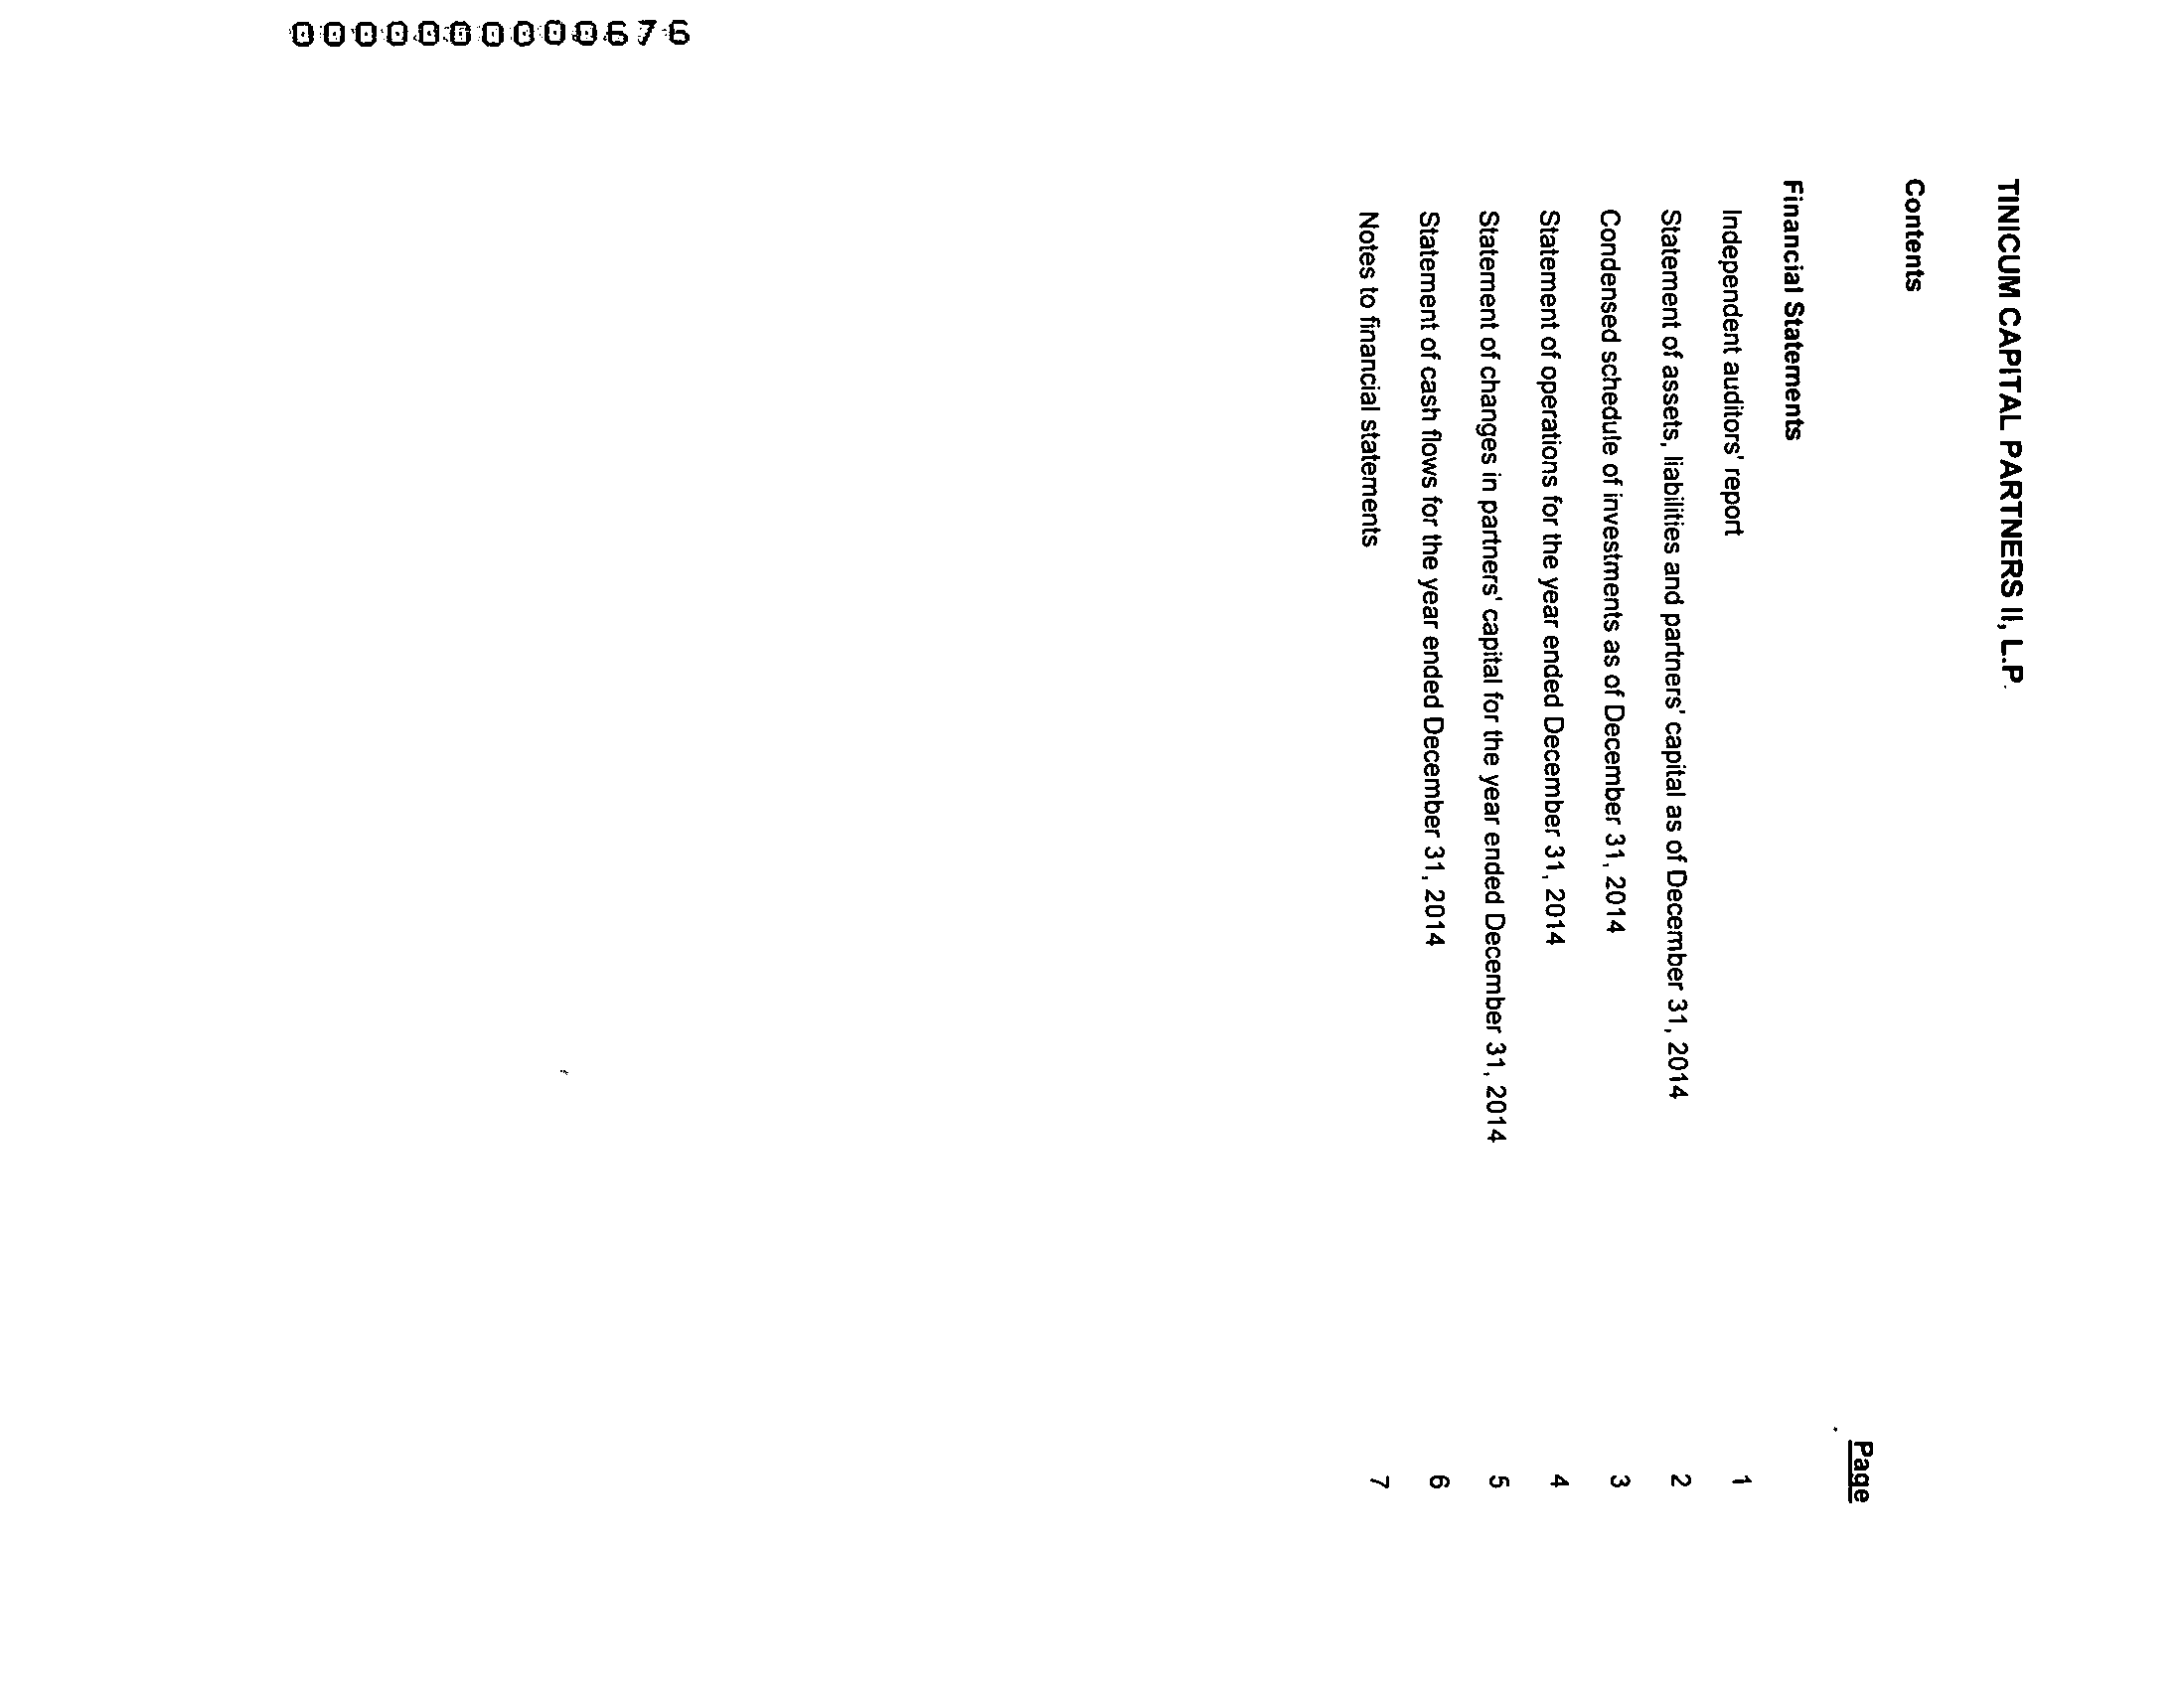 TINICUM CAPITAL PARTNERS II, L.P.
Contents
Page
Financial Statements
Independent auditors' report 1
Statement of assets, liabilities and partners' capital as of December 31, 2014 2
Condensed schedule of investments as of December 31, 2014 3
Statement of operations for the year ended December 31, 2014 4
Statement of changes in partners' capital for the year ended December 31, 2014 5
Statement of cash flows for the year ended December 31, 2014 6
Notes to financial statements 7
0000000000676